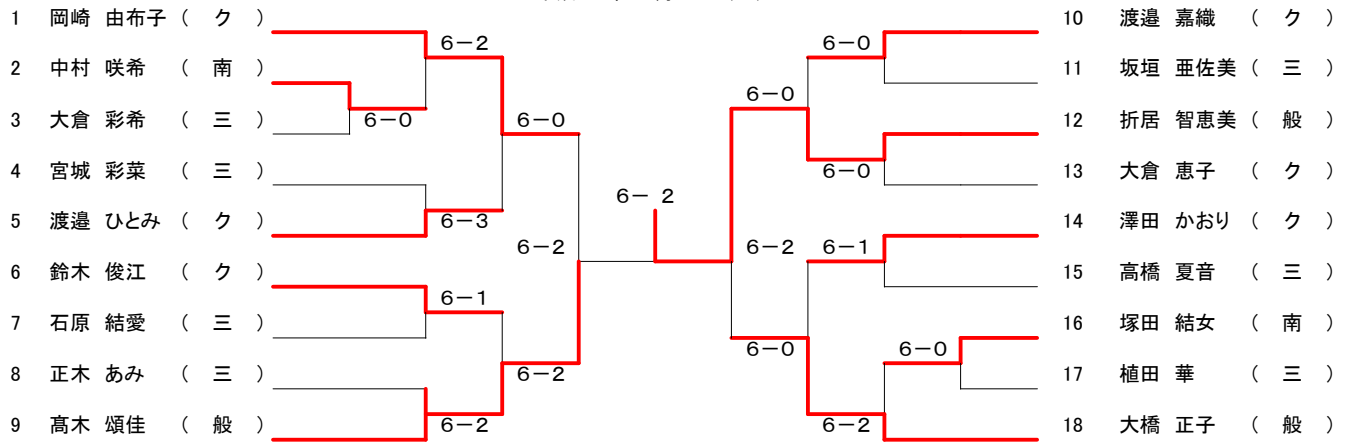 1 岡崎 由布子 ( ク )
2 中村 咲希 ( 南 )
3 大倉 彩希 ( 三 )
4 宮城 彩菜 ( 三 )
5 渡邉 ひとみ ( ク )
6 鈴木 俊江 ( ク )
7 石原 結愛 ( 三 )
8 正木 あみ ( 三 )
9 髙木 頌佳 ( 般 )
6-2
6-0
6-0
6-3
6-2
6-1
6-2
6-2
6- 2
6-0
6-0
6-0
6-2
6-1
6-0
6-0
6-2
10 渡邉 嘉織 ( ク )
11 坂垣 亜佐美 ( 三 )
12 折居 智恵美 ( 般 )
13 大倉 恵子 ( ク )
14 澤田 かおり ( ク )
15 高橋 夏音 ( 三 )
16 塚田 結女 ( 南 )
17 植田 華 ( 三 )
18 大橋 正子 ( 般 )